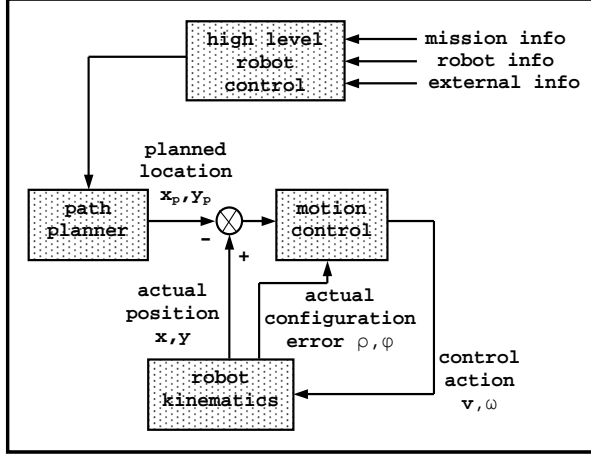 high level
robot
control
mission info
robot info
external info
planned
location
xₚ,yₚ
path
planner
-
+
motion
control
actual
position
x,y
actual
configuration
error ρ,φ
robot
kinematics
control
action
v,ω